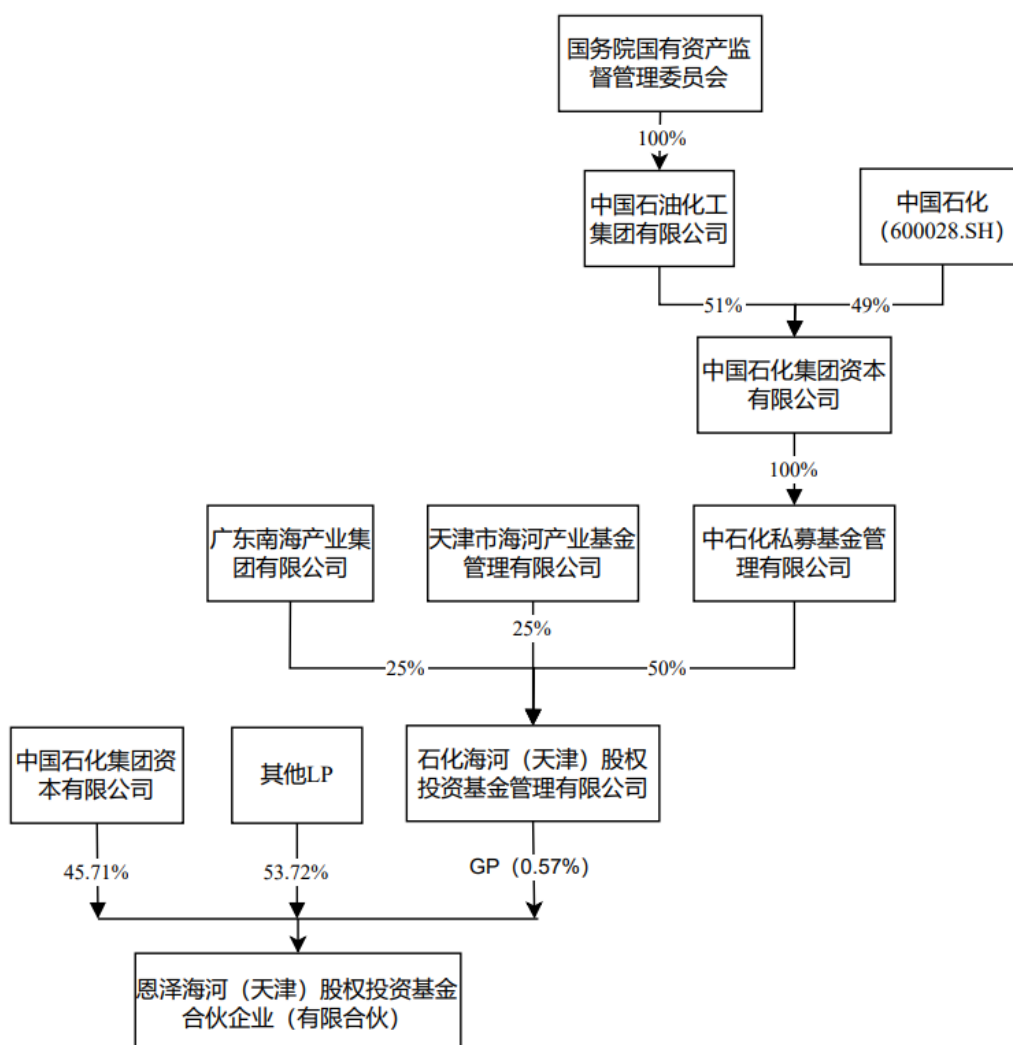 国务院国有资产监
督管理委员会
100%
中国石油化工
集团有限公司
中国石化
（600028.SH）
51%
49%
中国石化集团资本
有限公司
100%
广东南海产业集
团有限公司
天津市海河产业基金
管理有限公司
中石化私募基金管
理有限公司
25%
25%
50%
中国石化集团资
本有限公司
其他LP
石化海河（天津）股权
投资基金管理有限公司
45.71%
53.72%
GP（0.57%）
恩泽海河（天津）股权投资基金
合伙企业（有限合伙）